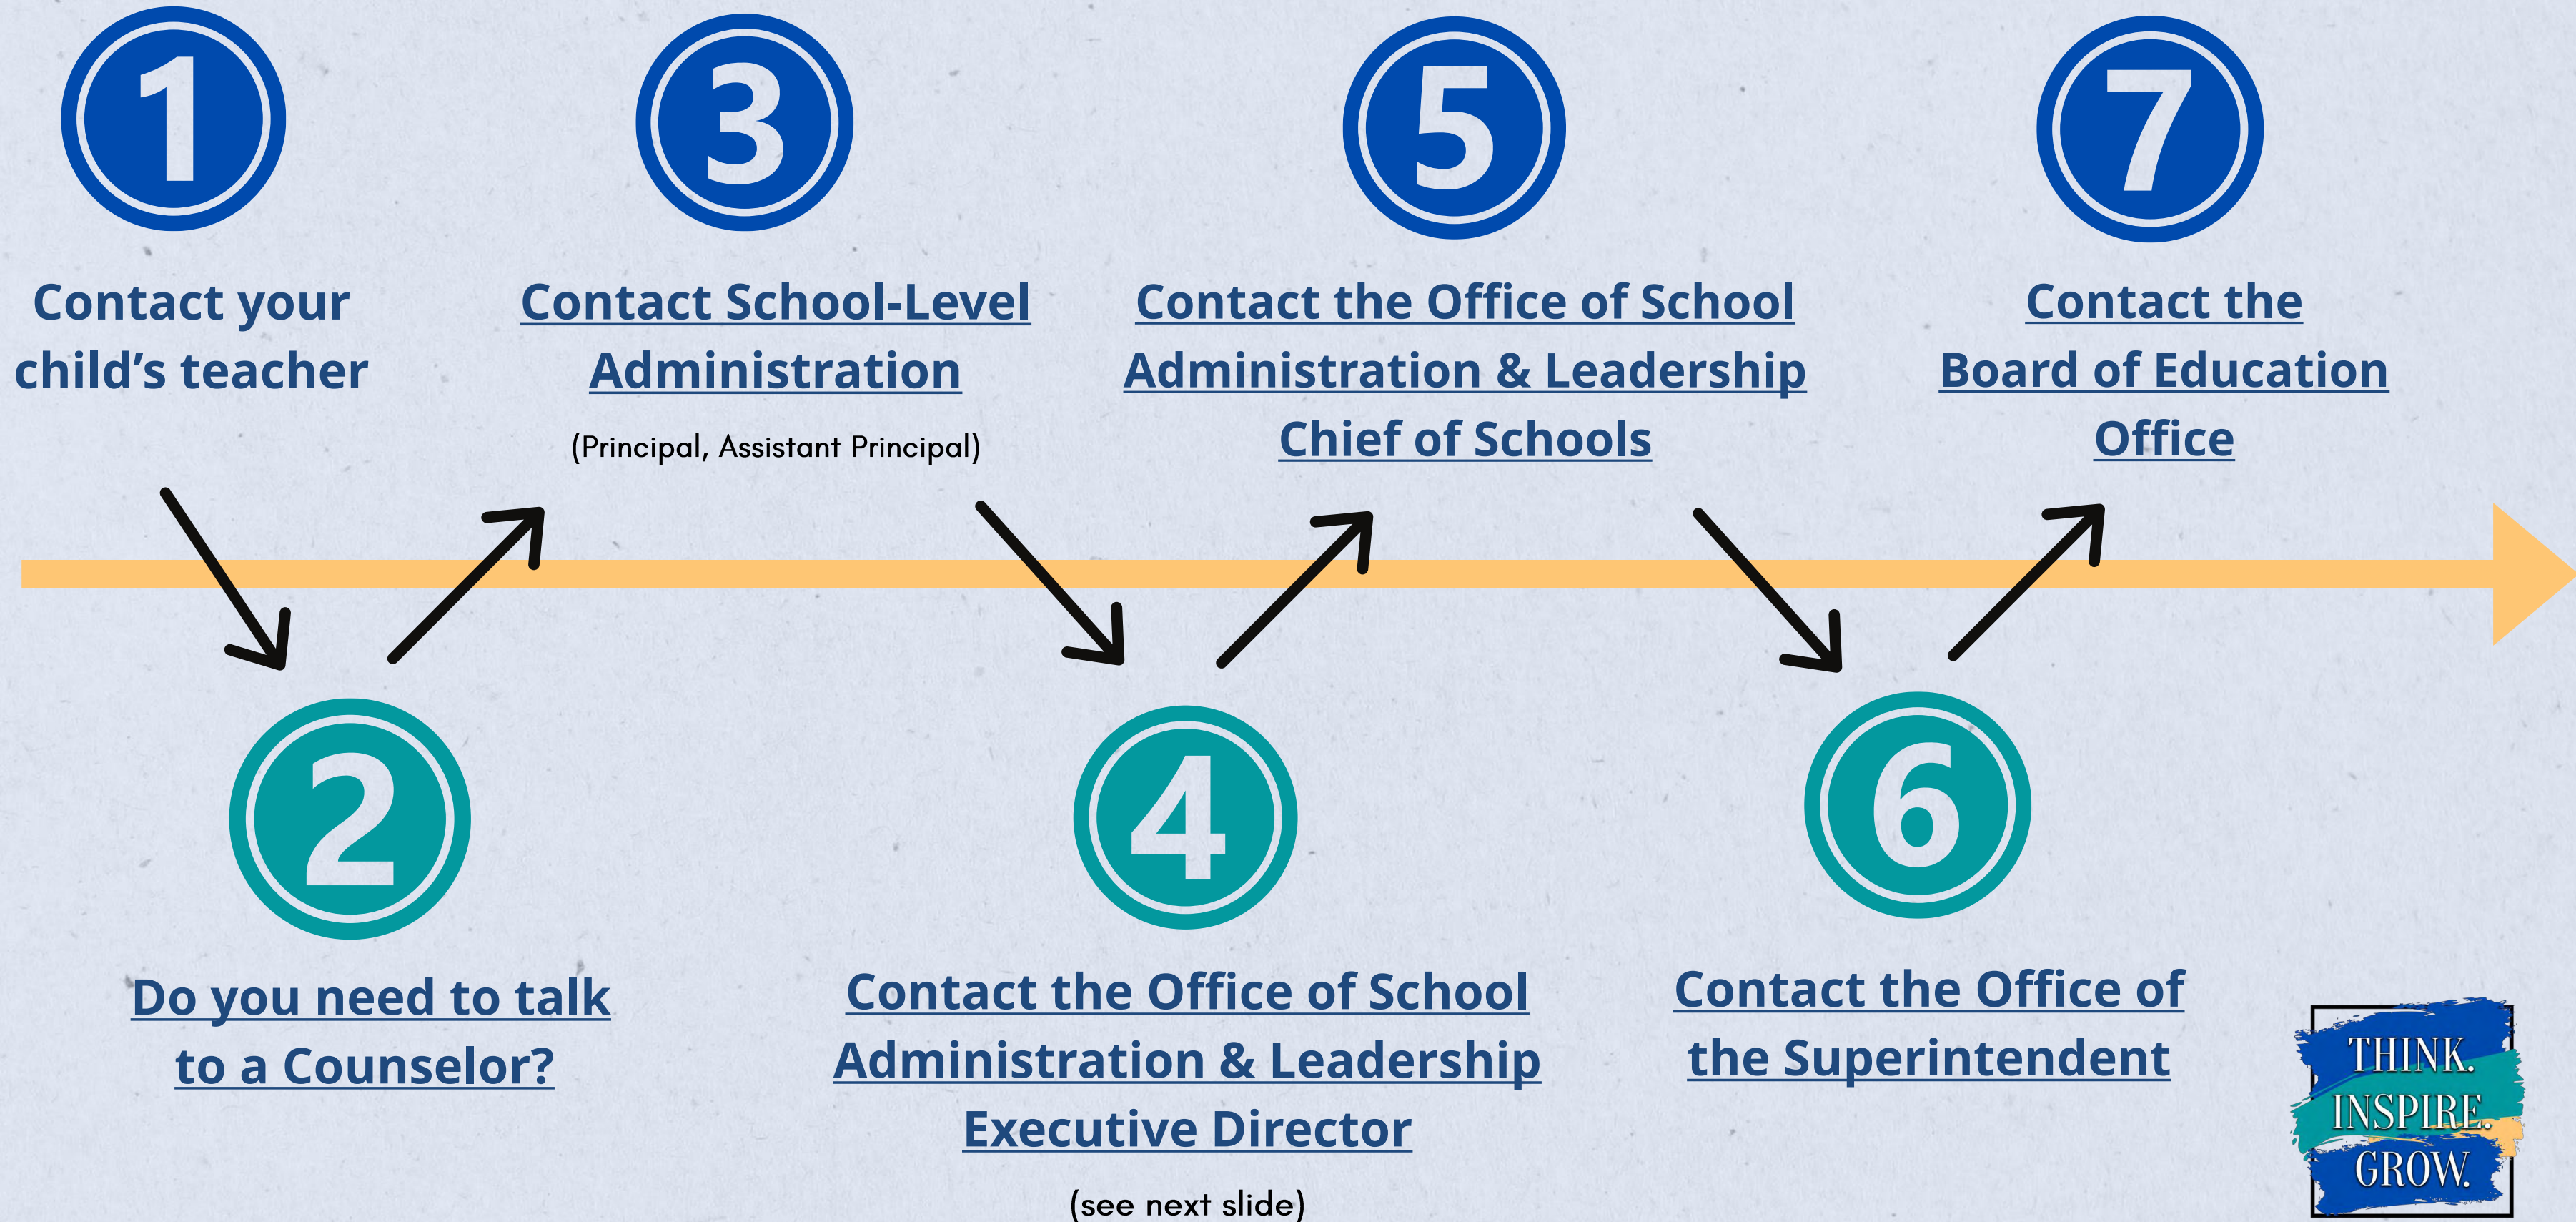 1
Contact your
child’s teacher
2
Do you need to talk
to a Counselor?
3
Contact School-Level
Administration
(Principal, Assistant Principal)
4
Contact the Office of School
Administration & Leadership
Executive Director
(see next slide)
5
Contact the Office of School
Administration & Leadership
Chief of Schools
6
Contact the Office of
the Superintendent
7
Contact the
Board of Education
Office
THINK.
INSPIRE.
GROW.